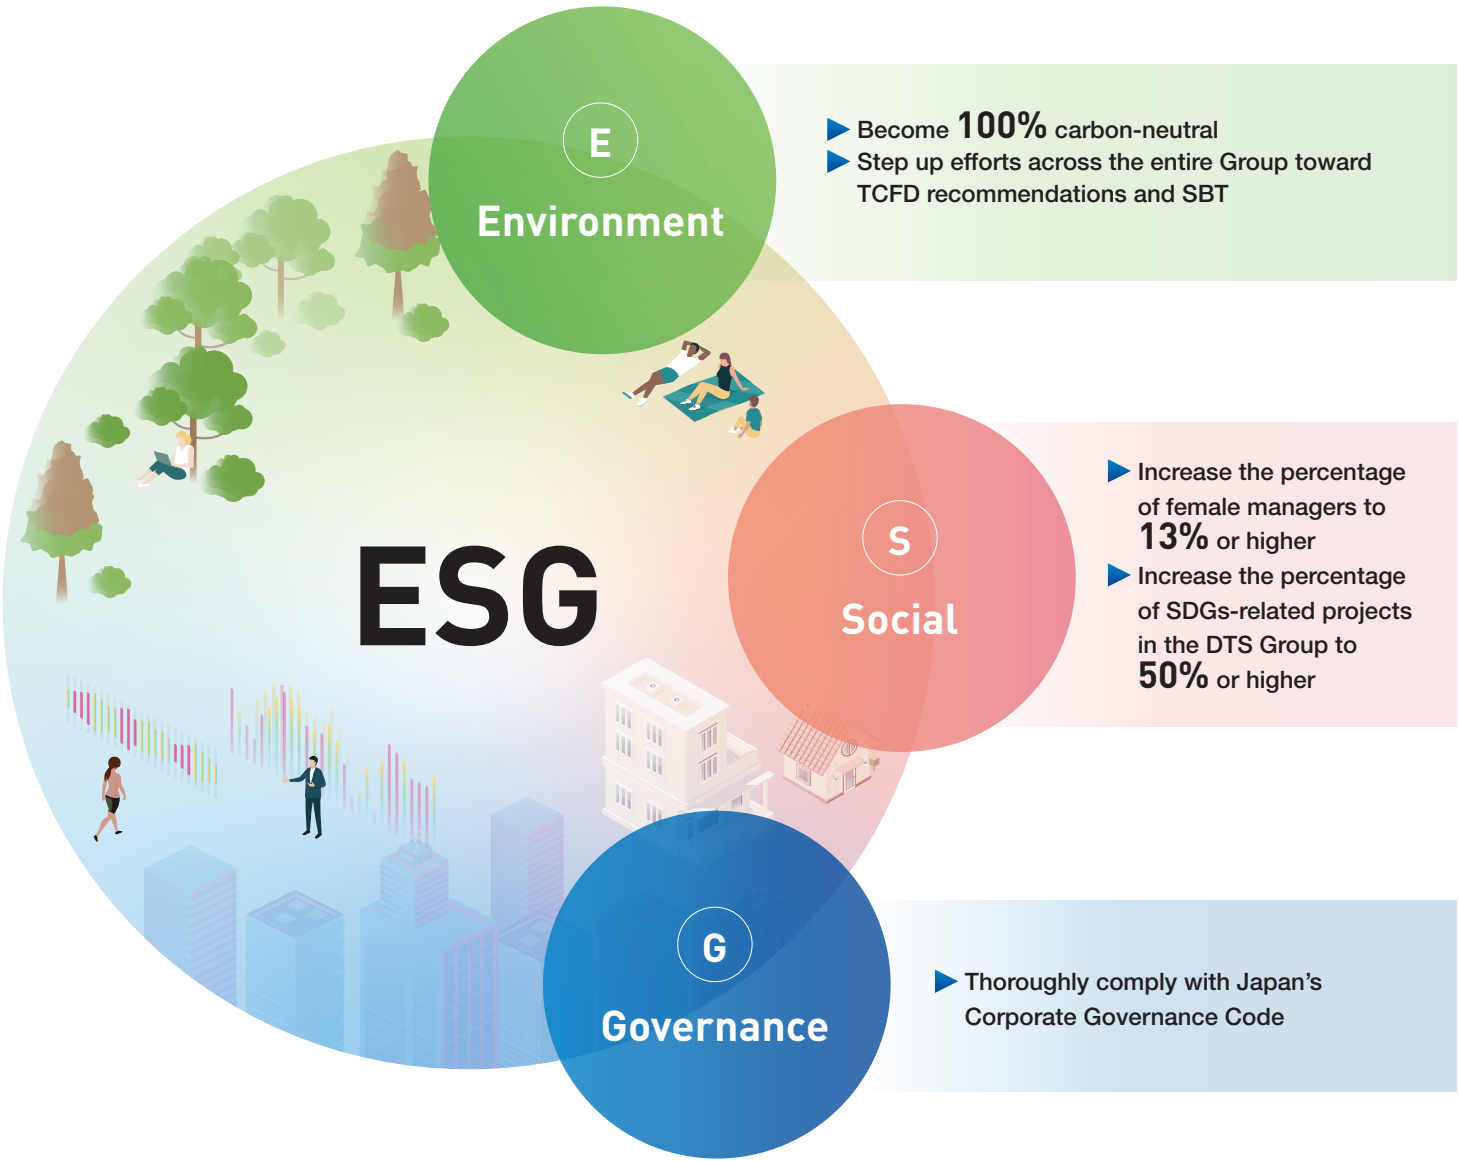 E
Environment
Become 100% carbon-neutral
Step up efforts across the entire Group toward
TCFD recommendations and SBT
ESG
S
Social
Increase the percentage
of female managers to
13% or higher
Increase the percentage
of SDGs-related projects
in the DTS Group to
50% or higher
G
Governance
Thoroughly comply with Japan’s
Corporate Governance Code